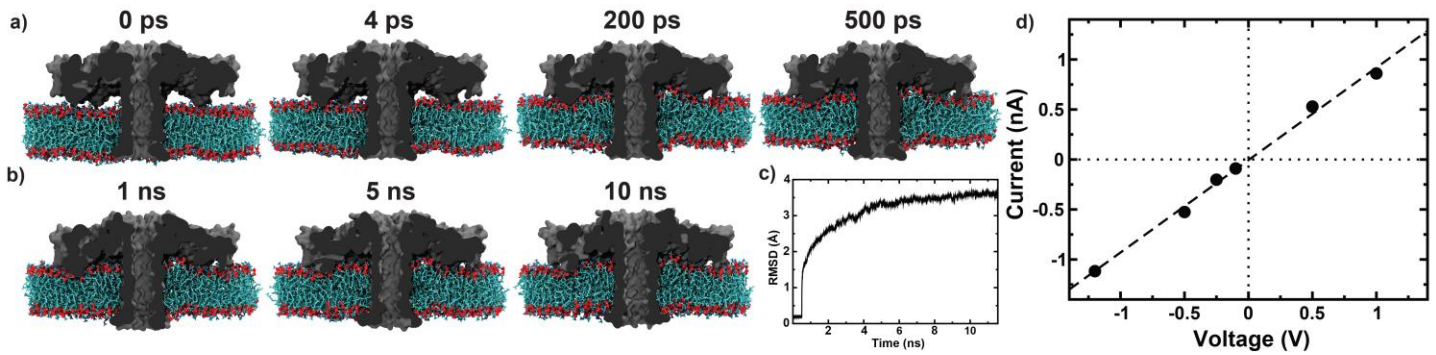 a)
0 ps
4 ps
200 ps
500 ps
b)
1 ns
5 ns
10 ns
c)
4
3
2
1
0
RMSD (Å)
2
4
6
8
10
Time (ns)
d)
1
0.5
0
-0.5
-1
Current (nA)
-1
-0.5
0
0.5
1
Voltage (V)